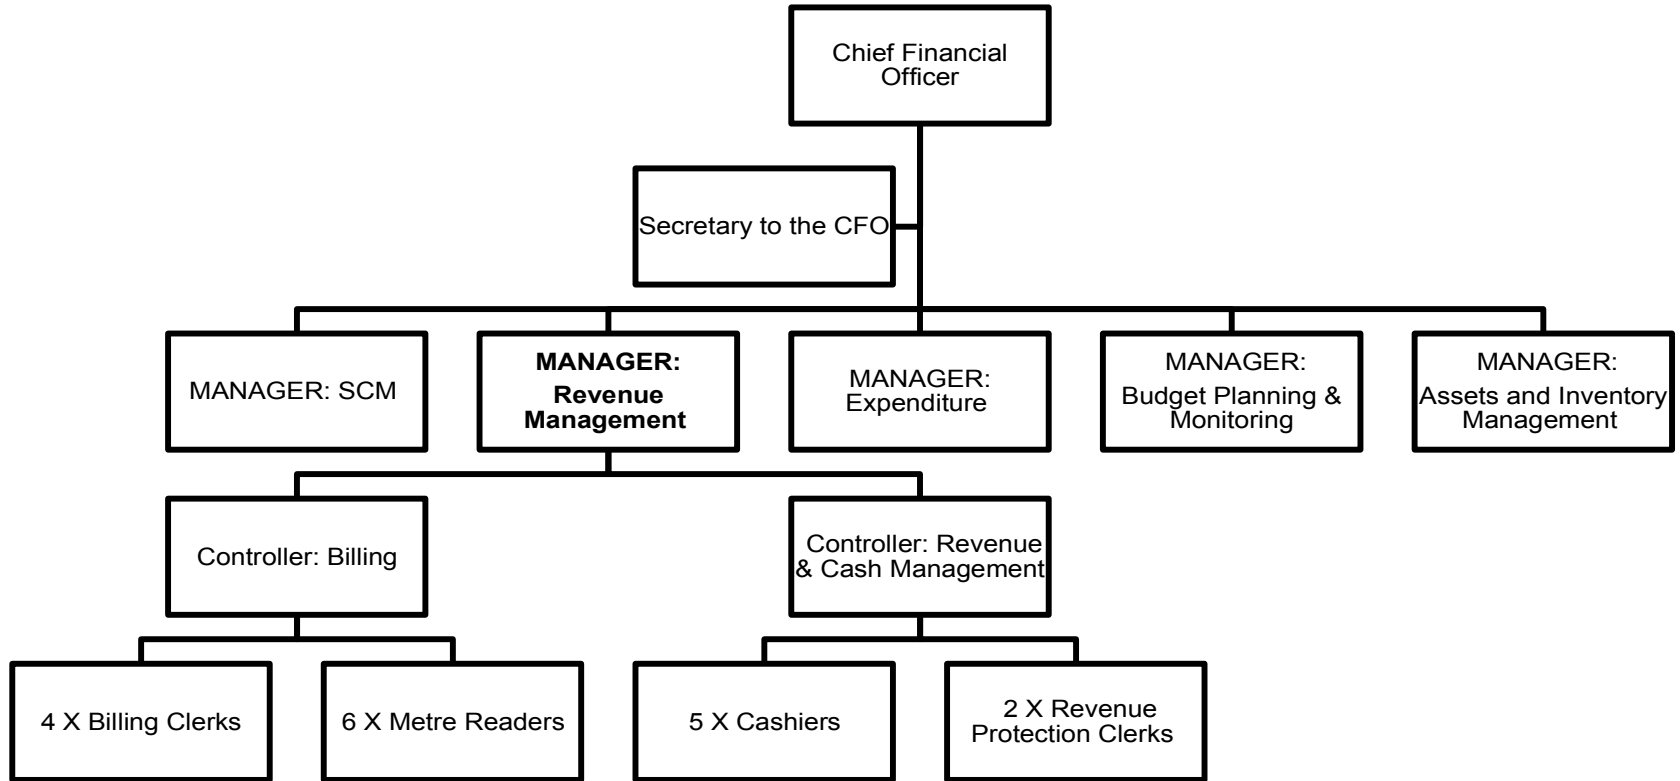 Chief Financial
Officer
Secretary to the CFO
MANAGER: SCM
MANAGER:
Revenue
Management
MANAGER:
Expenditure
MANAGER:
Budget Planning &
Monitoring
MANAGER:
Assets and Inventory
Management
Controller: Billing
Controller: Revenue
& Cash Management
4 X Billing Clerks
6 X Metre Readers
5 X Cashiers
2 X Revenue
Protection Clerks